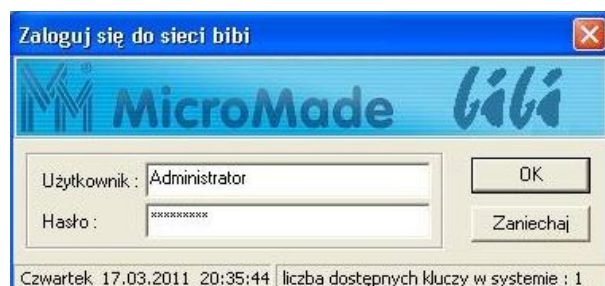 Zaloguj się do sieci bibi
MicroMade bibi
Użytkownik : Administrator
OK
Hasło : *********
Zaniechaj
Czwartek 17.03.2011 20:35:44 liczba dostępnych kluczy w systemie : 1